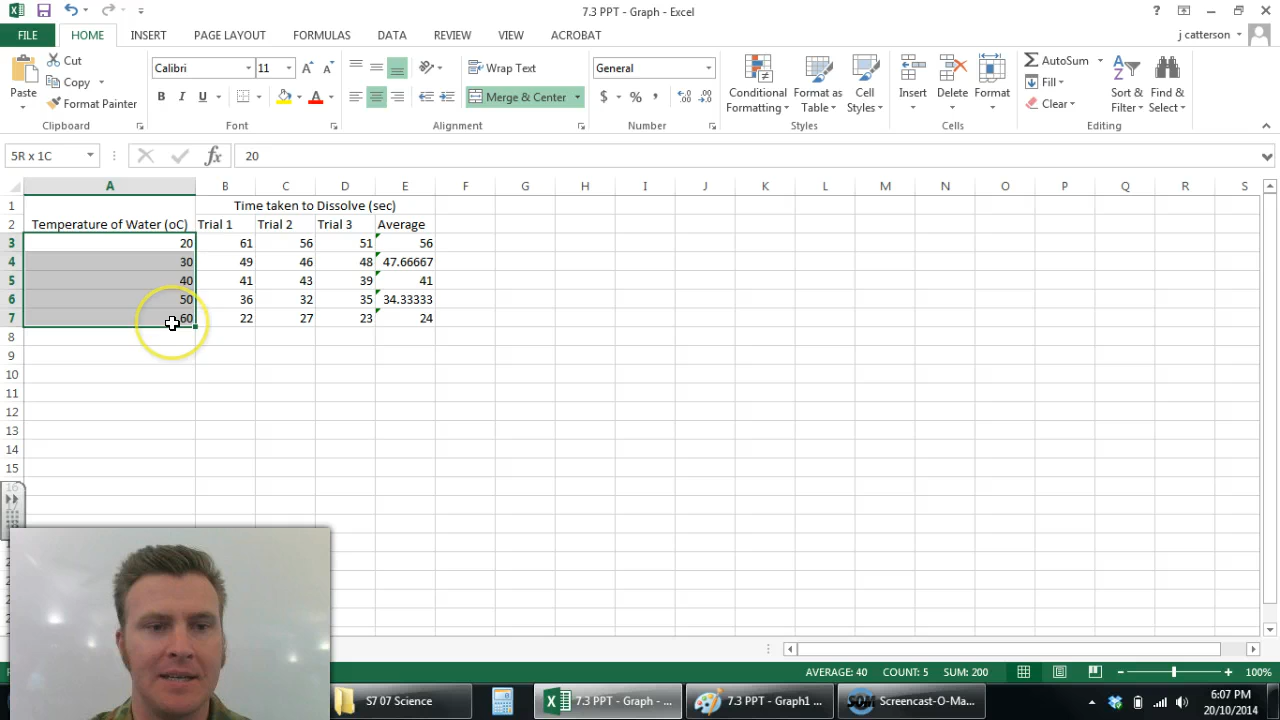 7.3 PPT - Graph - Excel
FILE HOME INSERT PAGE LAYOUT FORMULAS DATA REVIEW VIEW ACROBAT j catterson
Cut
Copy
Format Painter
Paste
Calibri 11
B I U
Wrap Text
Merge & Center
General
$ % ,
Conditional Formatting
Format as Table
Cell Styles
Insert Delete Format
AutoSum
Fill
Clear
Sort & Filter
Find & Select
Clipboard Font Alignment Number Styles Cells Editing
5R x 1C fx 20
A B C D E F G H I J K L M N O P Q R S
1 Time taken to Dissolve (sec)
2 Temperature of Water (oC) Trial 1 Trial 2 Trial 3 Average
3 20 61 56 51 56
4 30 49 46 48 47.66667
5 40 41 43 39 41
6 50 36 32 35 34.33333
7 60 22 27 23 24
8
9
10
11
12
13
14
15
AVERAGE: 40 COUNT: 5 SUM: 200 100%
S7 07 Science 7.3 PPT - Graph - ... 7.3 PPT - Graph1 ... Screencast-O-Ma... 6:07 PM
20/10/2014